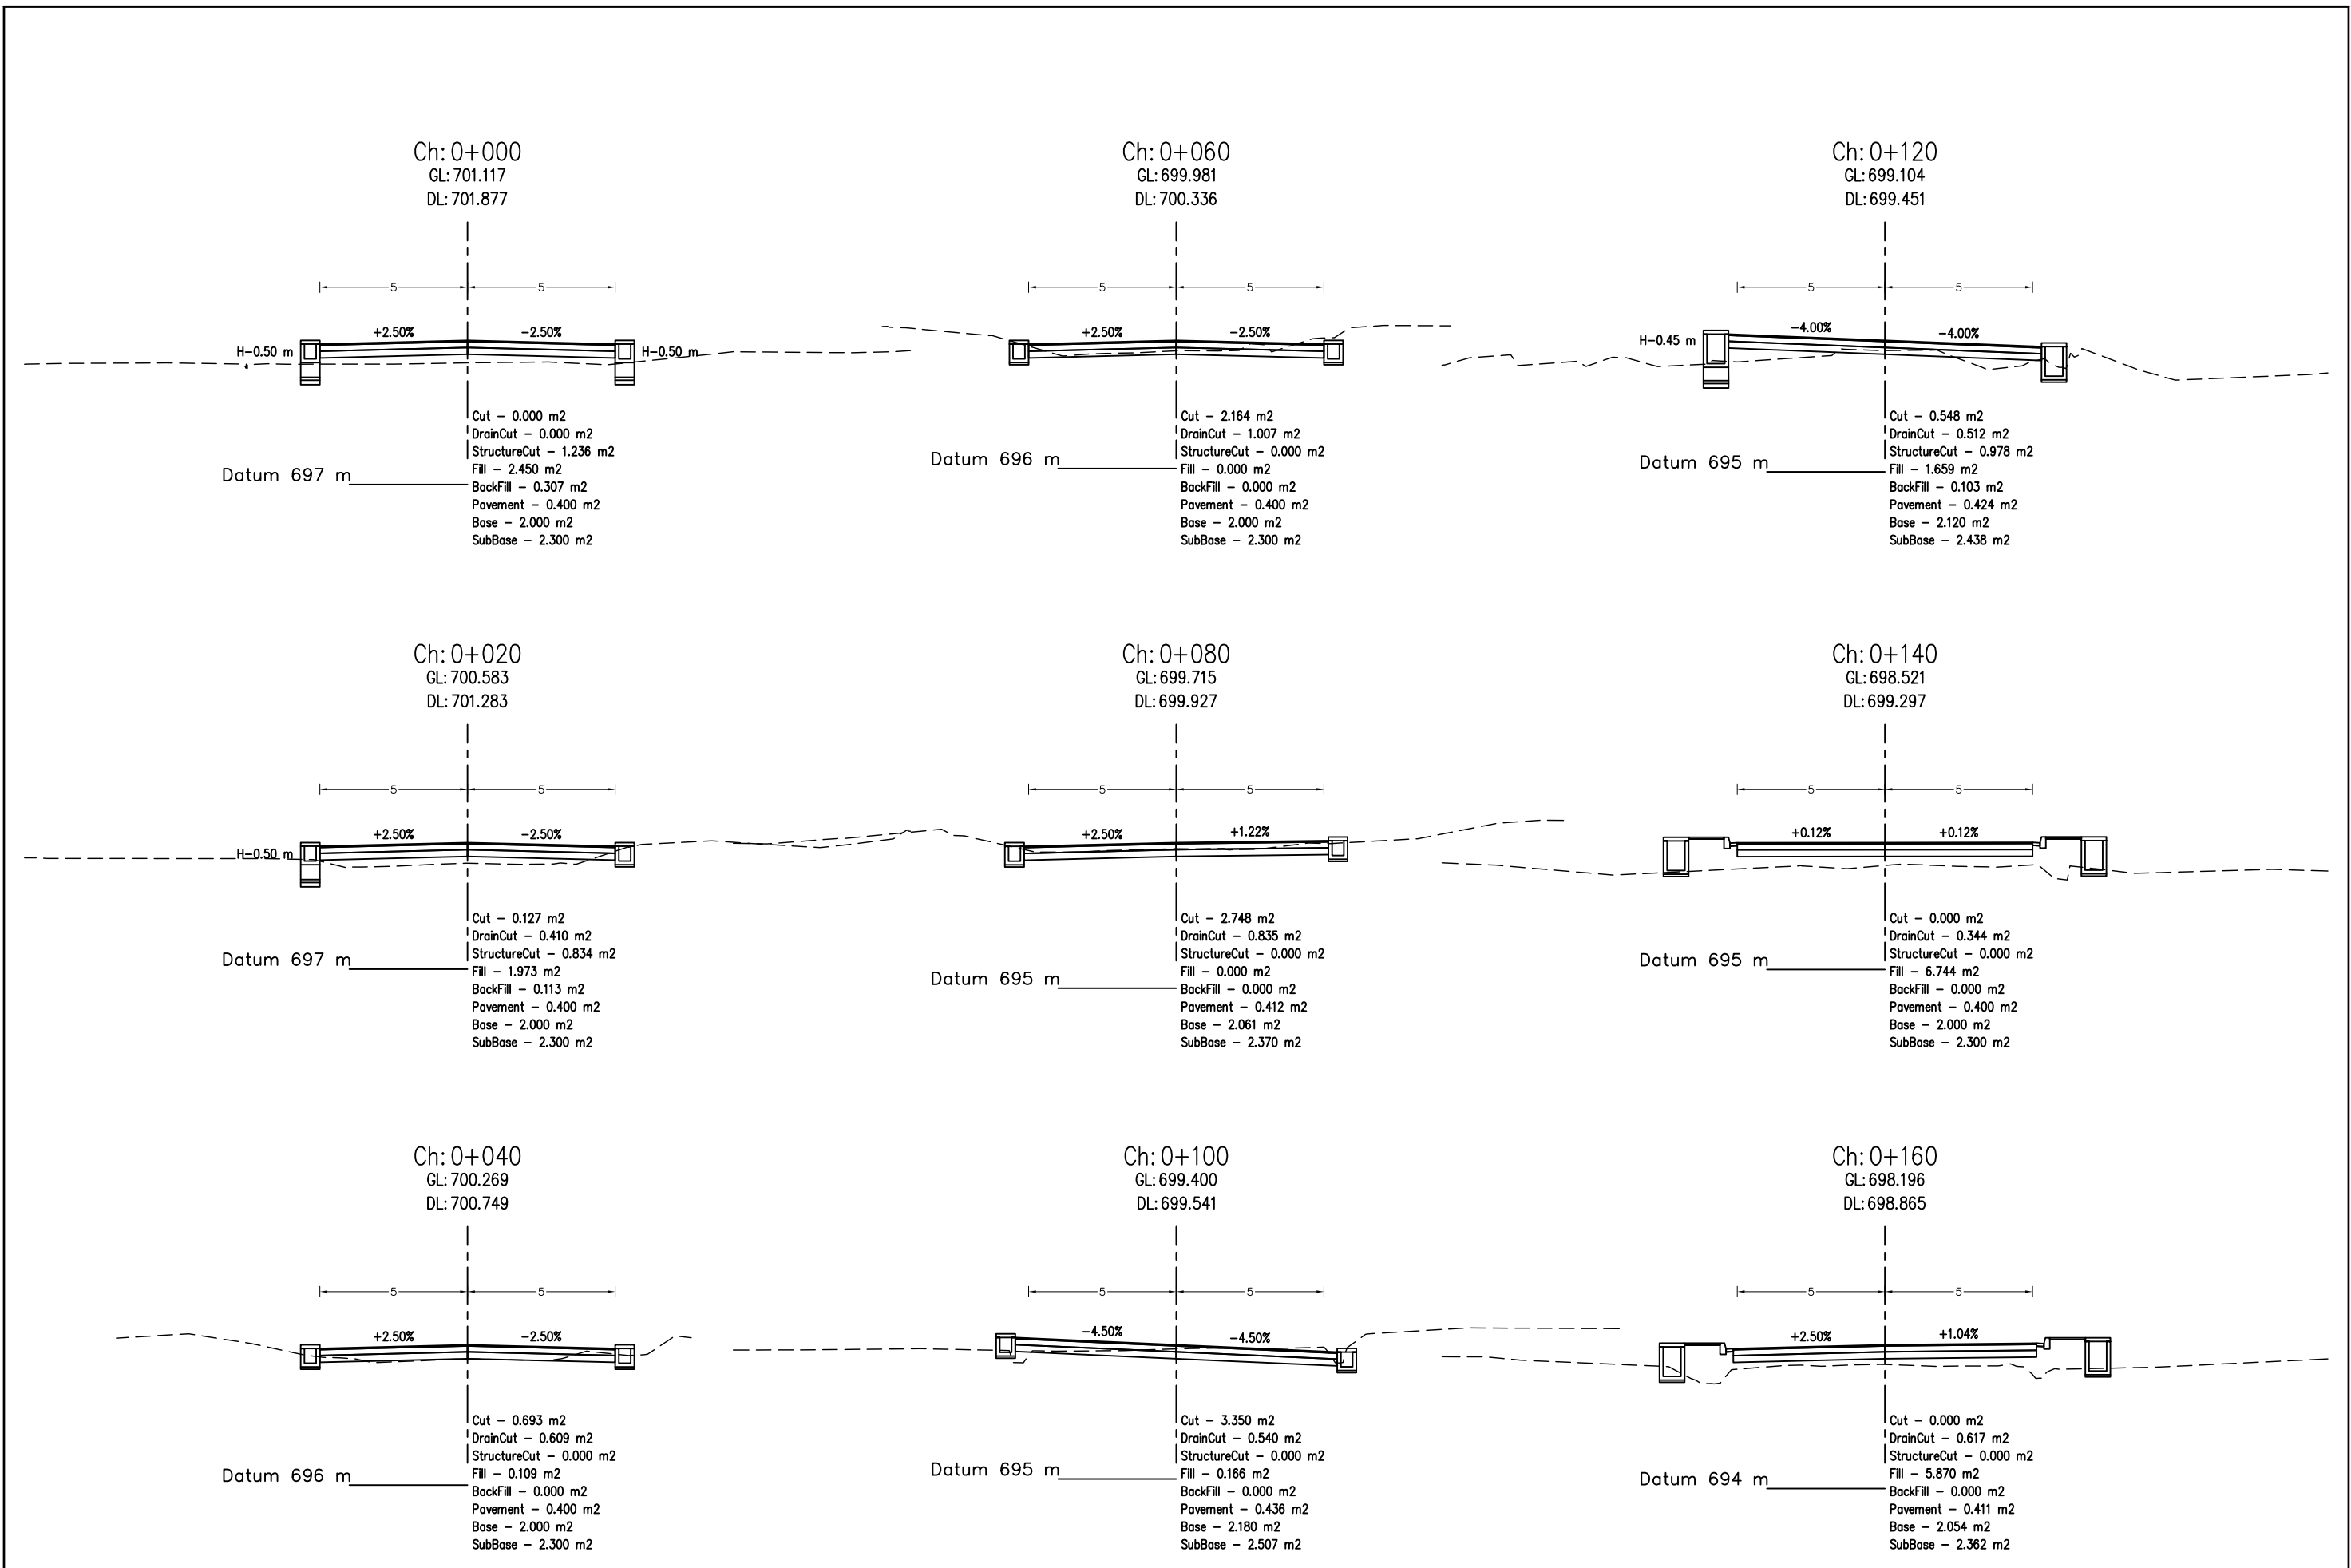 Ch: 0+000
GL: 701.117
DL: 701.877
5
5
+2.50%
-2.50%
H-0.50 m
H-0.50 m
Cut - 0.000 m2
DrainCut - 0.000 m2
StructureCut - 1.236 m2
Datum 697 m
Fill - 2.450 m2
BackFill - 0.307 m2
Pavement - 0.400 m2
Base - 2.000 m2
SubBase - 2.300 m2
Ch: 0+060
GL: 699.981
DL: 700.336
5
5
+2.50%
-2.50%
Cut - 2.164 m2
DrainCut - 1.007 m2
StructureCut - 0.000 m2
Datum 696 m
Fill - 0.000 m2
BackFill - 0.000 m2
Pavement - 0.400 m2
Base - 2.000 m2
SubBase - 2.300 m2
Ch: 0+120
GL: 699.104
DL: 699.451
5
5
-4.00%
-4.00%
H-0.45 m
Cut - 0.548 m2
DrainCut - 0.512 m2
StructureCut - 0.978 m2
Datum 695 m
Fill - 1.659 m2
BackFill - 0.103 m2
Pavement - 0.424 m2
Base - 2.120 m2
SubBase - 2.438 m2
Ch: 0+020
GL: 700.583
DL: 701.283
5
5
+2.50%
-2.50%
H-0.50 m
Cut - 0.127 m2
DrainCut - 0.410 m2
StructureCut - 0.834 m2
Datum 697 m
Fill - 1.973 m2
BackFill - 0.113 m2
Pavement - 0.400 m2
Base - 2.000 m2
SubBase - 2.300 m2
Ch: 0+080
GL: 699.715
DL: 699.927
5
5
+2.50%
+1.22%
Cut - 2.748 m2
DrainCut - 0.835 m2
StructureCut - 0.000 m2
Datum 695 m
Fill - 0.000 m2
BackFill - 0.000 m2
Pavement - 0.412 m2
Base - 2.061 m2
SubBase - 2.370 m2
Ch: 0+140
GL: 698.521
DL: 699.297
5
5
+0.12%
+0.12%
Cut - 0.000 m2
DrainCut - 0.344 m2
StructureCut - 0.000 m2
Datum 695 m
Fill - 6.744 m2
BackFill - 0.000 m2
Pavement - 0.400 m2
Base - 2.000 m2
SubBase - 2.300 m2
Ch: 0+040
GL: 700.269
DL: 700.749
5
5
+2.50%
-2.50%
Cut - 0.693 m2
DrainCut - 0.609 m2
StructureCut - 0.000 m2
Datum 696 m
Fill - 0.109 m2
BackFill - 0.000 m2
Pavement - 0.400 m2
Base - 2.000 m2
SubBase - 2.300 m2
Ch: 0+100
GL: 699.400
DL: 699.541
5
5
-4.50%
-4.50%
Cut - 3.350 m2
DrainCut - 0.540 m2
StructureCut - 0.000 m2
Datum 695 m
Fill - 0.166 m2
BackFill - 0.000 m2
Pavement - 0.436 m2
Base - 2.180 m2
SubBase - 2.507 m2
Ch: 0+160
GL: 698.196
DL: 698.865
5
5
+2.50%
+1.04%
Cut - 0.000 m2
DrainCut - 0.617 m2
StructureCut - 0.000 m2
Datum 694 m
Fill - 5.870 m2
BackFill - 0.000 m2
Pavement - 0.411 m2
Base - 2.054 m2
SubBase - 2.362 m2